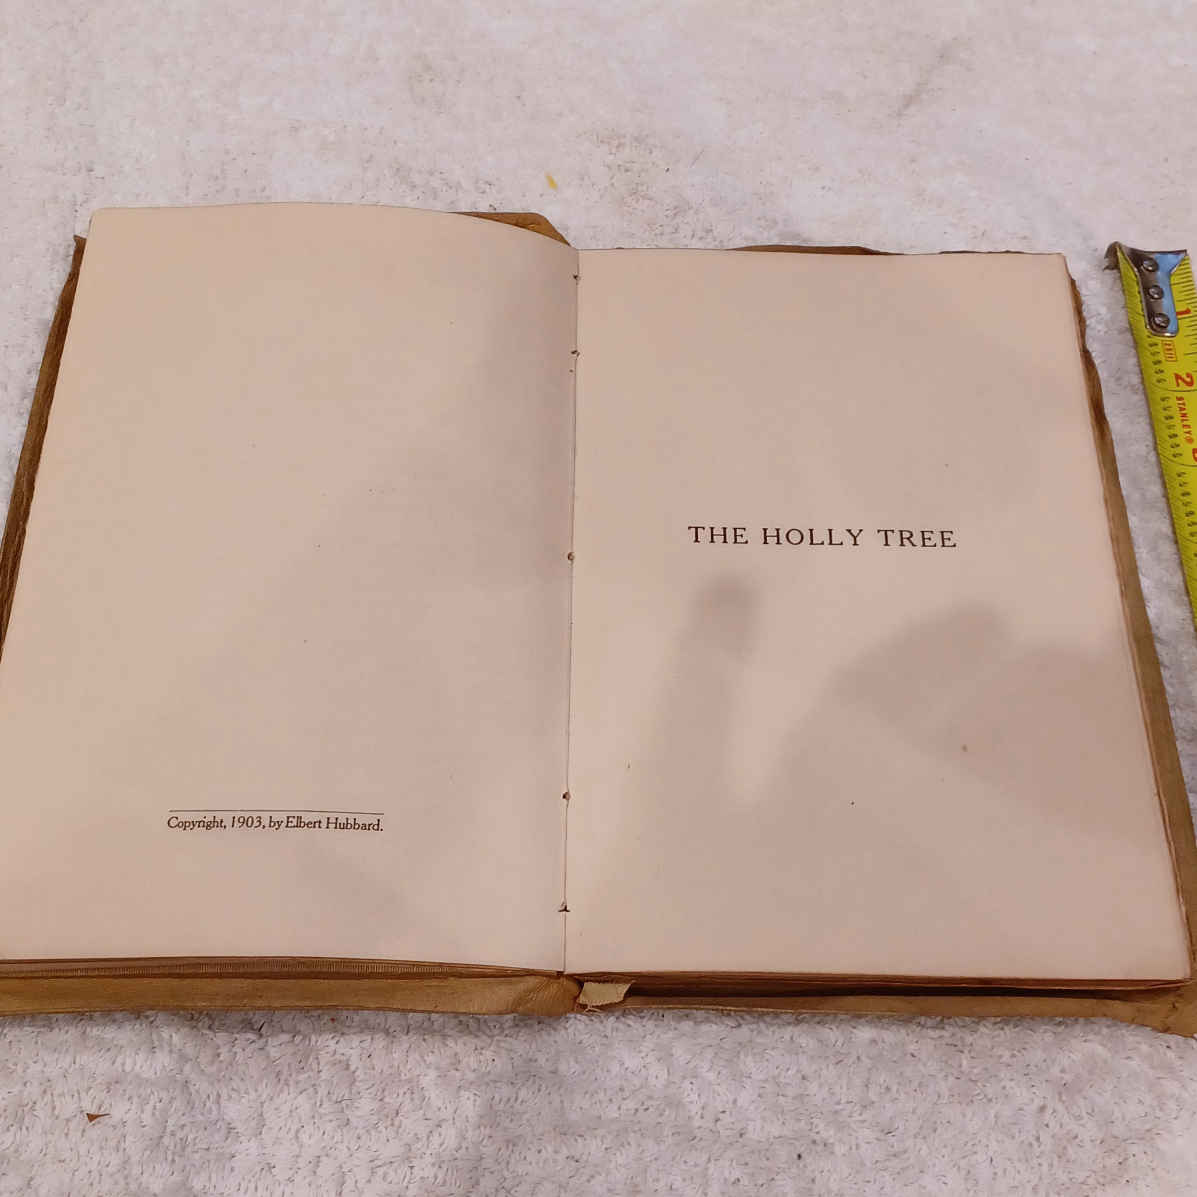 Copyright, 1903, by Elbert Hubbard.
THE HOLLY TREE
1
2
STANLEY®